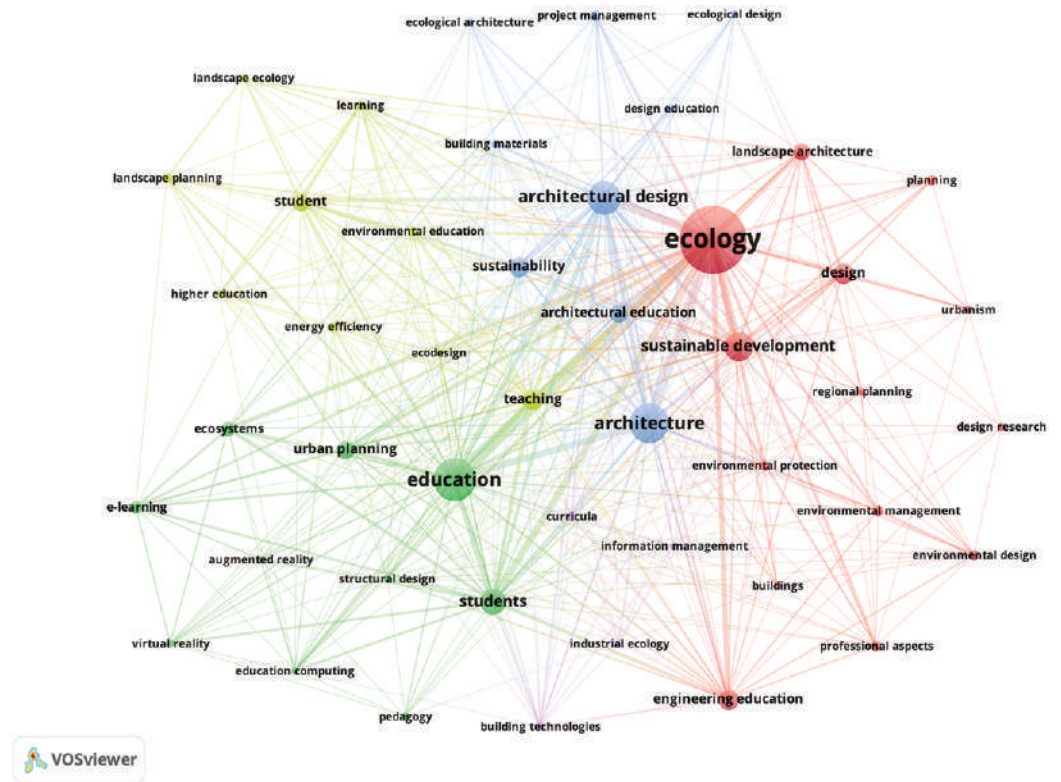 ecological architecture
project management
ecological design
landscape ecology
learning
design education
building materials
landscape architecture
landscape planning
planning
student
architectural design
environmental education
ecology
sustainability
design
higher education
architectural education
urbanism
energy efficiency
ecodesign
sustainable development
regional planning
teaching
ecosystems
architecture
design research
urban planning
environmental protection
education
e-learning
curricula
environmental management
augmented reality
information management
environmental design
structural design
buildings
students
virtual reality
industrial ecology
professional aspects
education computing
engineering education
pedagogy
building technologies
VOSviewer